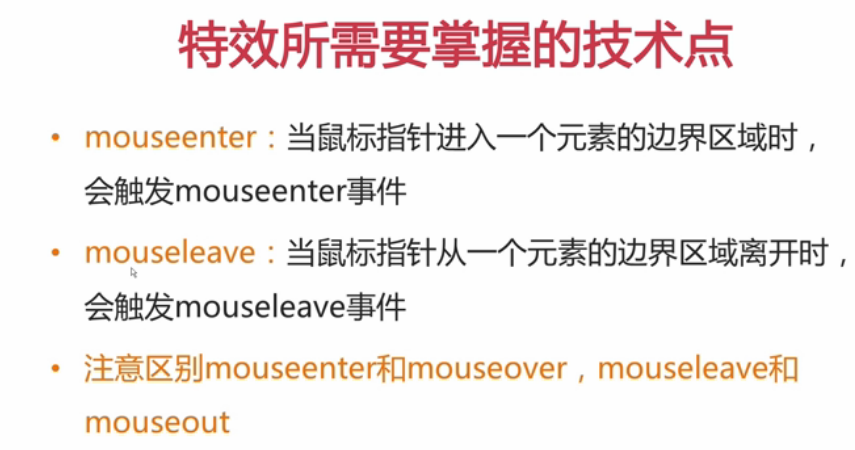 特效所需要掌握的技术点
• mouseenter：当鼠标指针进入一个元素的边界区域时，
会触发mouseenter事件
• mouseleave：当鼠标指针从一个元素的边界区域离开时，
会触发mouseleave事件
• 注意区别mouseenter和mouseover，mouseleave和
mouseout